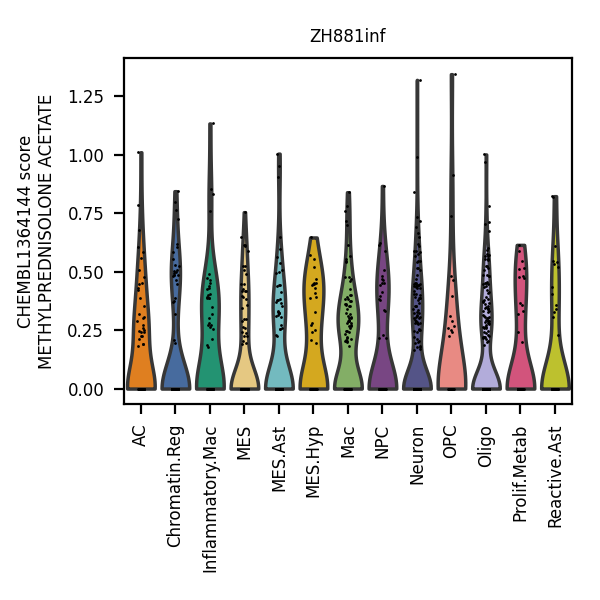 ZH881inf
CHEMBL1364144 score
METHYLPREDNISOLONE ACETATE
1.25
1.00
0.75
0.50
0.25
0.00
AC
Chromatin.Reg
Inflammatory.Mac
MES
MES.Ast
MES.Hyp
Mac
NPC
Neuron
OPC
Oligo
Prolif.Metab
Reactive.Ast